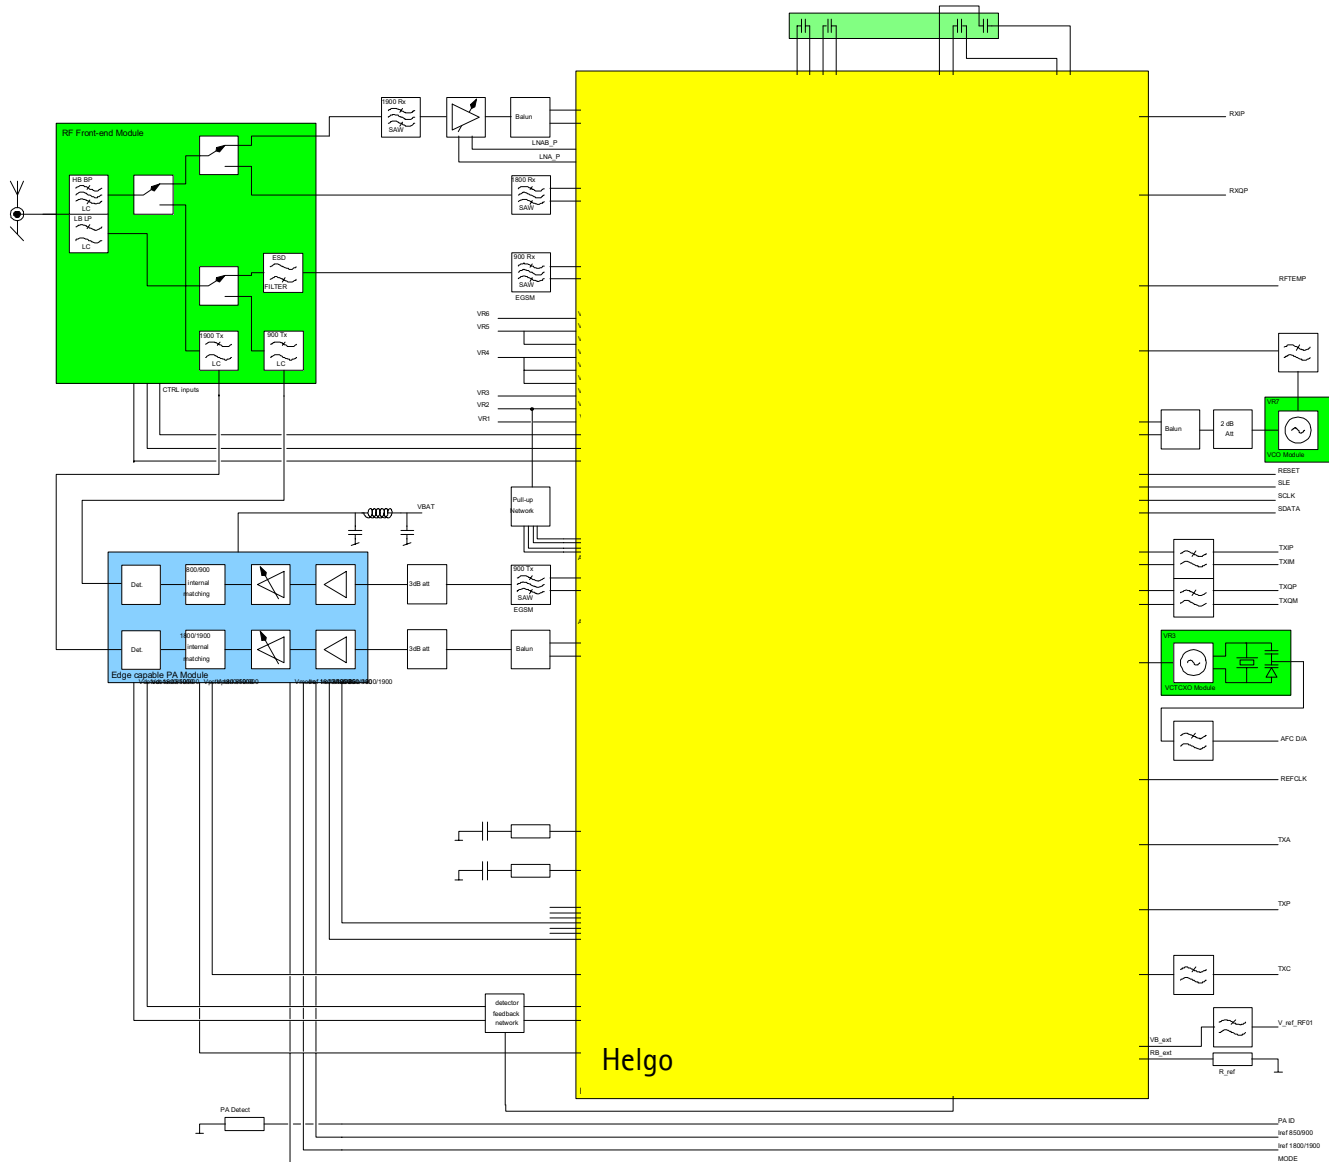 1900 Rx
SAW
Balun
RXIP
RF Front-end Module
LNAB_P
LNA_P
HB BP
LC
LB LP
LC
1800 Rx
SAW
RXQP
ESD
FILTER
900 Rx
SAW
EGSM
RFTEMP
VR6
VR5
VR4
VR3
VR2
VR1
1900 Tx
LC
900 Tx
LC
CTRL inputs
Balun
2 dB
Att
VR7
VCO Module
RESET
SLE
SCLK
SDATA
Pull-up
Network
VBAT
TXIP
TXIM
TXQP
TXQM
Det.
800/900
internal
matching
3dB att
900 Tx
SAW
EGSM
Det.
1800/1900
internal
matching
3dB att
Balun
Edge capable PA Module
VR3
VCTCXO Module
AFC D/A
REFCLK
TXA
TXP
TXC
detector
feedback
network
V_ref_RF01
VB_ext
RB_ext
R_ref
Helgo
PA Detect
PA ID
Iref 850/900
Iref 1800/1900
MODE